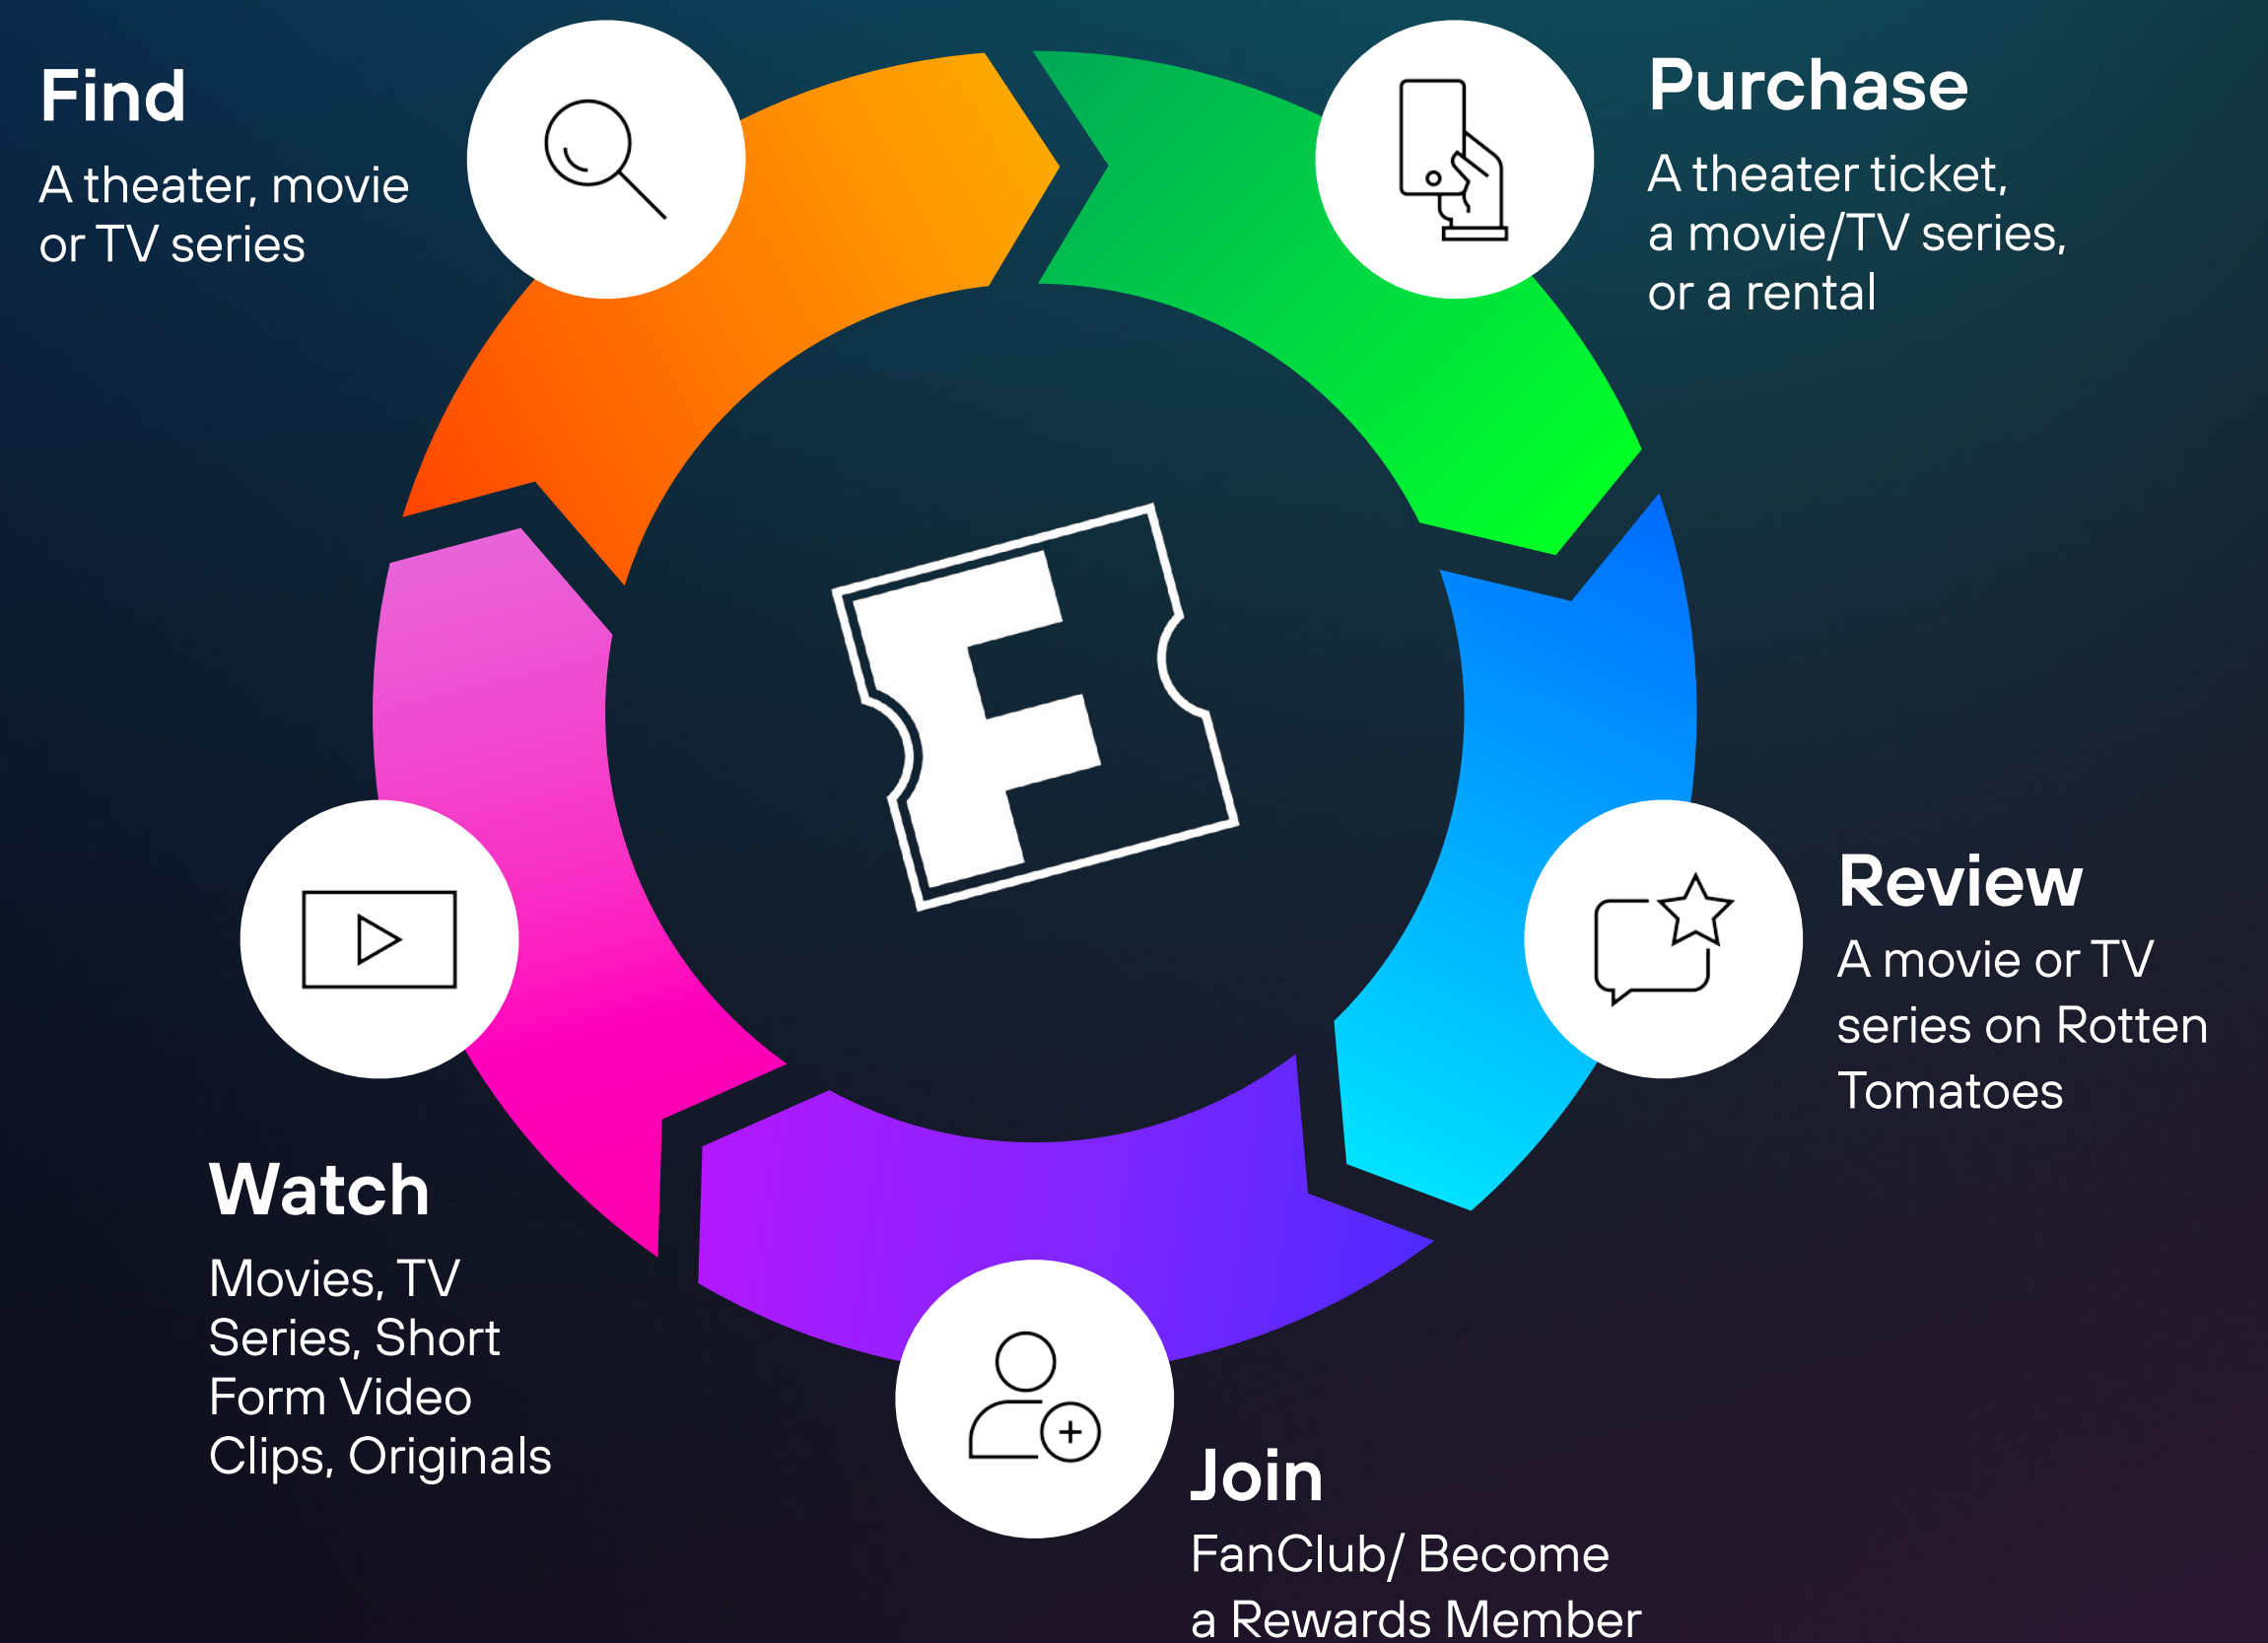 Find
A theater, movie
or TV series
Purchase
A theater ticket,
a movie/TV series,
or a rental
F
Review
A movie or TV
series on Rotten
Tomatoes
Watch
Movies, TV
Series, Short
Form Video
Clips, Originals
Join
FanClub/ Become
a Rewards Member